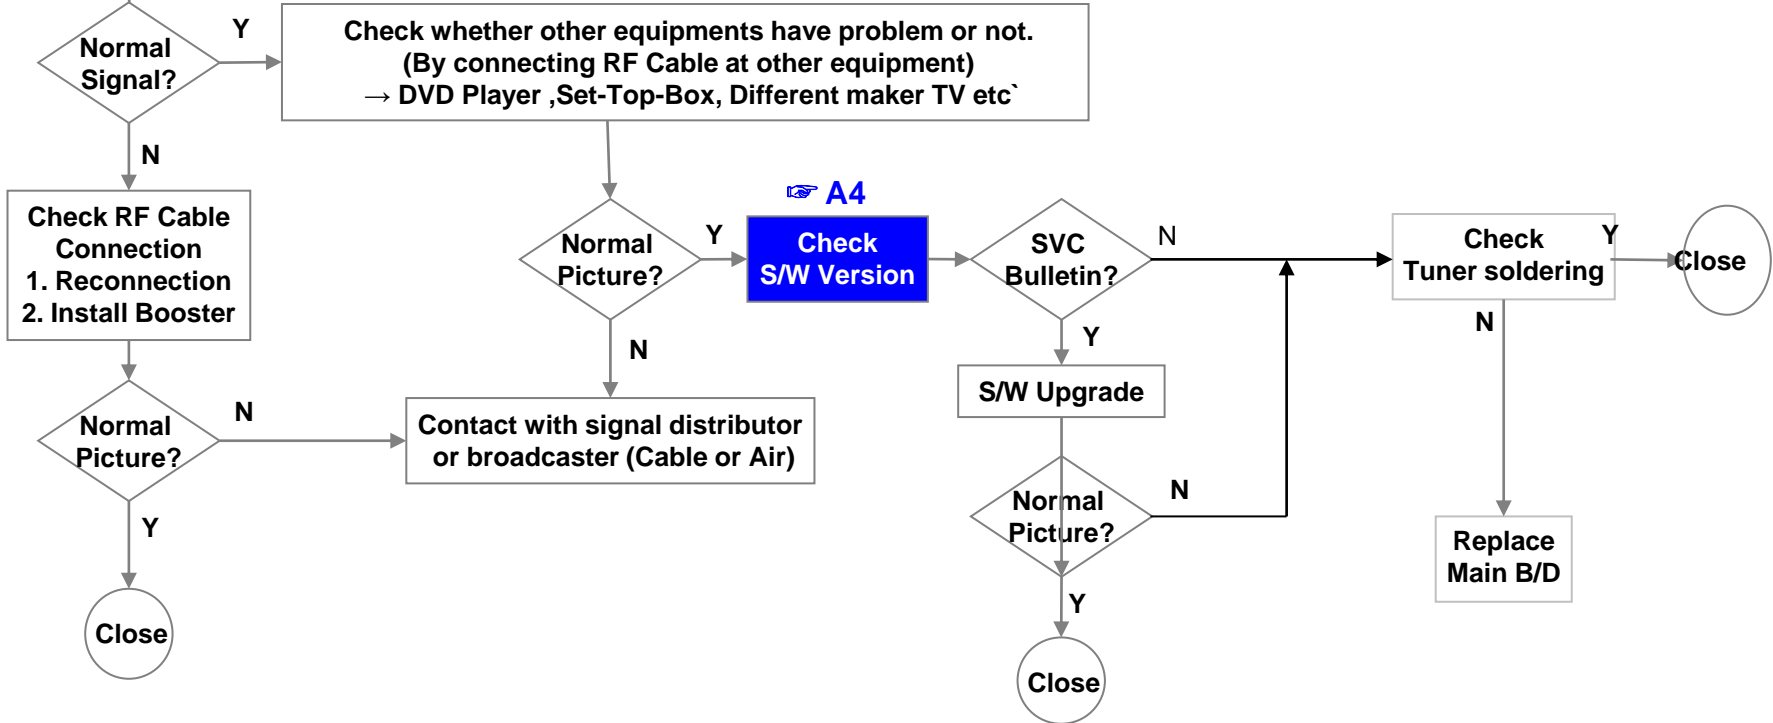 Normal
Signal?
Y
Check whether other equipments have problem or not.
(By connecting RF Cable at other equipment)
→ DVD Player ,Set-Top-Box, Different maker TV etc`
N
Check RF Cable
Connection
1. Reconnection
2. Install Booster
Normal
Picture?
N
Y
Close
Normal
Picture?
Y
N
Contact with signal distributor
or broadcaster (Cable or Air)
☞ A4
Check
S/W Version
SVC
Bulletin?
N
Y
S/W Upgrade
Normal
Picture?
N
Y
Close
Check
Tuner soldering
Y
Close
N
Replace
Main B/D